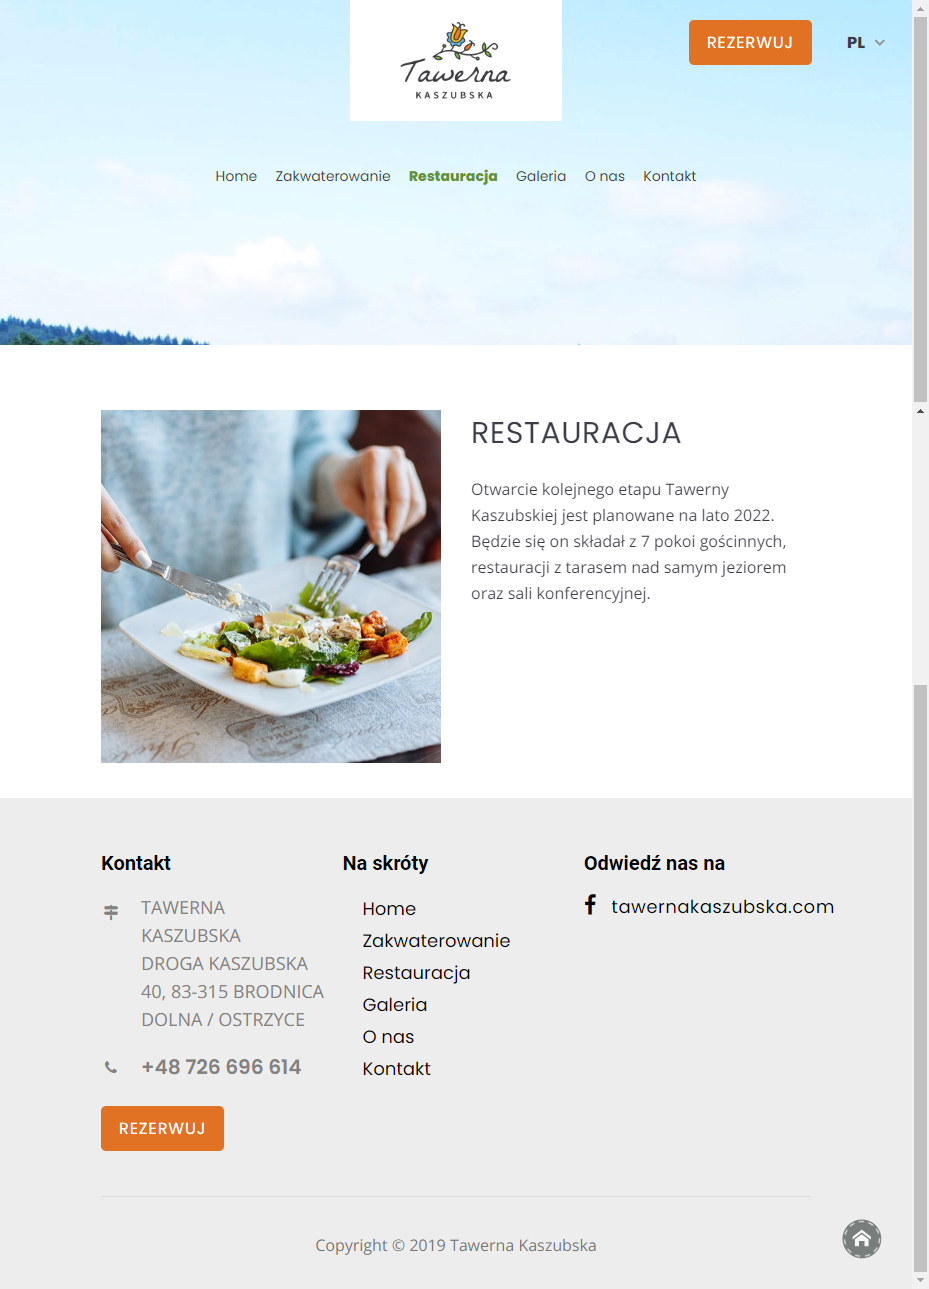 Tawerna
KASZUBSKA
REZERWUJ
PL
Home Zakwaterowanie Restauracja Galeria O nas Kontakt
RESTAURACJA
Otwarcie kolejnego etapu Tawerny
Kaszubskiej jest planowane na lato 2022.
Będzie się on składał z 7 pokoi gościnnych,
restauracji z tarasem nad samym jeziorem
oraz sali konferencyjnej.
Kontakt
TAWERNA
KASZUBSKA
DROGA KASZUBSKA
40, 83-315 BRODNICA
DOLNA / OSTRZYCE
+48 726 696 614
REZERWUJ
Na skróty
Home
Zakwaterowanie
Restauracja
Galeria
O nas
Kontakt
Odwiedź nas na
tawernakaszubska.com
Copyright © 2019 Tawerna Kaszubska